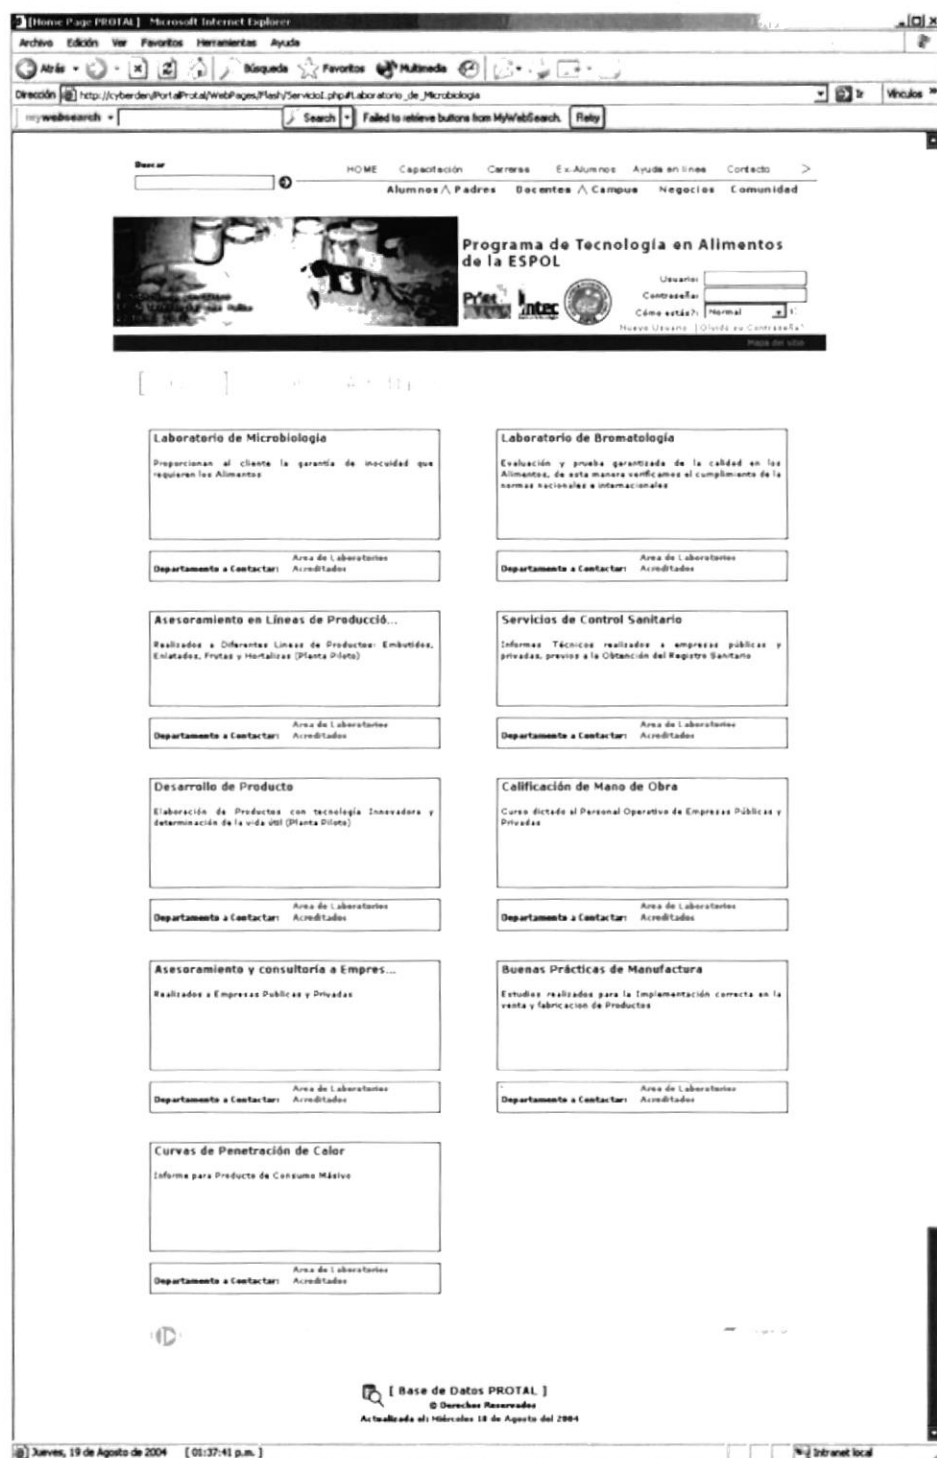 [Home Page PROTAL] - Microsoft Internet Explorer
Archivo Edición Ver Favoritos Herramientas Ayuda
Atrás Búsqueda Favoritos Multimedia
Dirección http://cyberden/PortalProtal/WebPages/Flash/Servicio1.php#Laboratorio_de_Microbiologia Ir Vínculos »
mywebsearch Search Failed to retrieve buttons from MyWebSearch. Retry
Buscar
HOME Capacitación Carreras Ex-Alumnos Ayuda en línea Contacto >
Alumnos Padres Docentes Campus Negocios Comunidad
Programa de Tecnología en Alimentos
de la ESPOL
Usuario:
Contraseña:
Cómo estás?: Normal
Nuevo Usuario | Olvidó su Contraseña?
Mapa del sitio
Laboratorio de Microbiología
Proporcionan al cliente la garantía de inocuidad que
requieren los Alimentos
Departamento a Contactar: Area de Laboratorios
Acreditados
Laboratorio de Bromatología
Evaluación y prueba garantizada de la calidad en los
Alimentos, de esta manera verificamos el cumplimiento de la
normas nacionales e internacionales
Departamento a Contactar: Area de Laboratorios
Acreditados
Asesoramiento en Líneas de Producció...
Realizados a Diferentes Lineas de Productos: Embutidos,
Enlatados, Frutas y Hortalizas (Planta Piloto)
Departamento a Contactar: Area de Laboratorios
Acreditados
Servicios de Control Sanitario
Informes Técnicos realizados a empresas públicas y
privadas, previos a la Obtención del Registro Sanitario
Departamento a Contactar: Area de Laboratorios
Acreditados
Desarrollo de Producto
Elaboración de Productos con tecnología Innovadora y
determinación de la vida útil (Planta Piloto)
Departamento a Contactar: Area de Laboratorios
Acreditados
Calificación de Mano de Obra
Curso dictado al Personal Operativo de Empresas Públicas y
Privadas
Departamento a Contactar: Area de Laboratorios
Acreditados
Asesoramiento y consultoría a Empres...
Realizados a Empresas Publicas y Privadas
Departamento a Contactar: Area de Laboratorios
Acreditados
Buenas Prácticas de Manufactura
Estudios realizados para la Implementación correcta en la
venta y fabricacion de Productos
Departamento a Contactar: Area de Laboratorios
Acreditados
Curvas de Penetración de Calor
Informe para Producto de Consumo Másivo
Departamento a Contactar: Area de Laboratorios
Acreditados
[ Base de Datos PROTAL ]
© Derechos Reservados
Actualizada el: Miércoles 18 de Agosto del 2004
Jueves, 19 de Agosto de 2004 [ 01:37:41 p.m. ] Intranet local